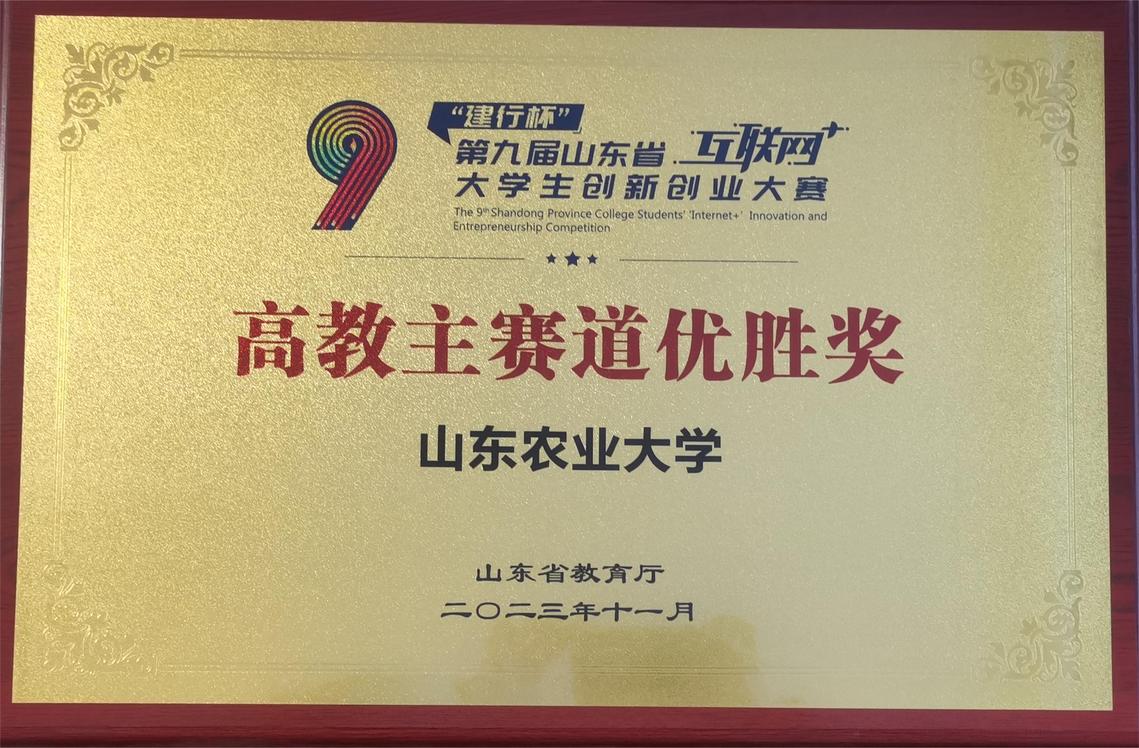 9
“建行杯”
第九届山东省 互联网+
大学生创新创业大赛
The 9th Shandong Province College Students' 'Internet+' Innovation and
Entrepreneurship Competition
高教主赛道优胜奖
山东农业大学
山东省教育厅
二〇二三年十一月